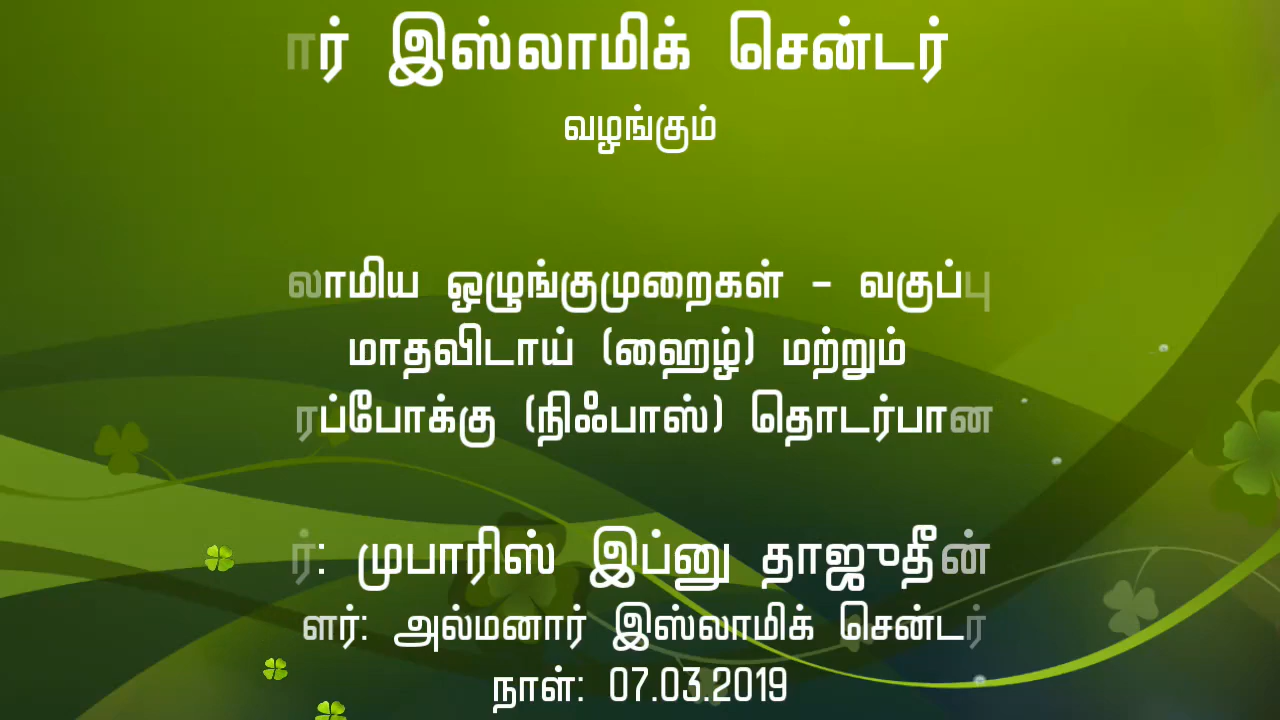 ார் இஸ்லாமிக் சென்டர்
வழங்கும்
லாமிய ஒழுங்குமுறைகள் - வகுப்பு
மாதவிடாய் (ஹைழ்) மற்றும்
ரப்போக்கு (நிஃபாஸ்) தொடர்பான
ர்: முபாரிஸ் இப்னு தாஜுதீன்
ளர்: அல்மனார் இஸ்லாமிக் சென்டர்
நாள்: 07.03.2019